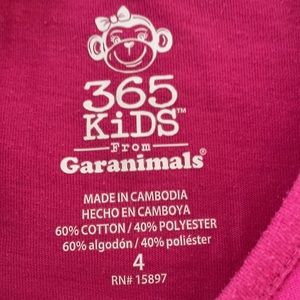 365
KiDS™
From
Garanimals®
MADE IN CAMBODIA
HECHO EN CAMBOYA
60% COTTON / 40% POLYESTER
60% algodón / 40% poliéster
4
RN# 15897